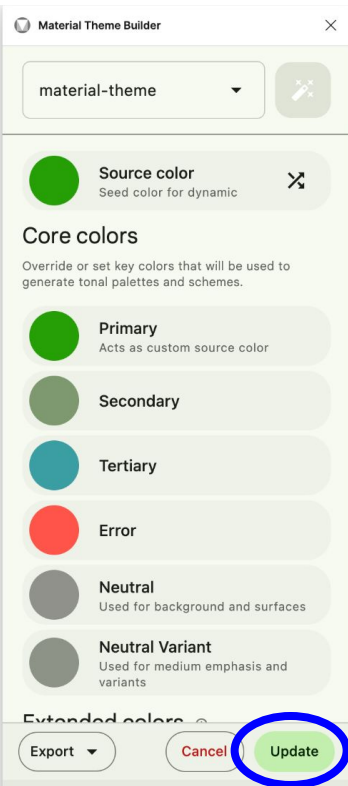 Material Theme Builder
material-theme
Source color
Seed color for dynamic
Core colors
Override or set key colors that will be used to
generate tonal palettes and schemes.
Primary
Acts as custom source color
Secondary
Tertiary
Error
Neutral
Used for background and surfaces
Neutral Variant
Used for medium emphasis and
variants
Extended colors
Export
Cancel
Update